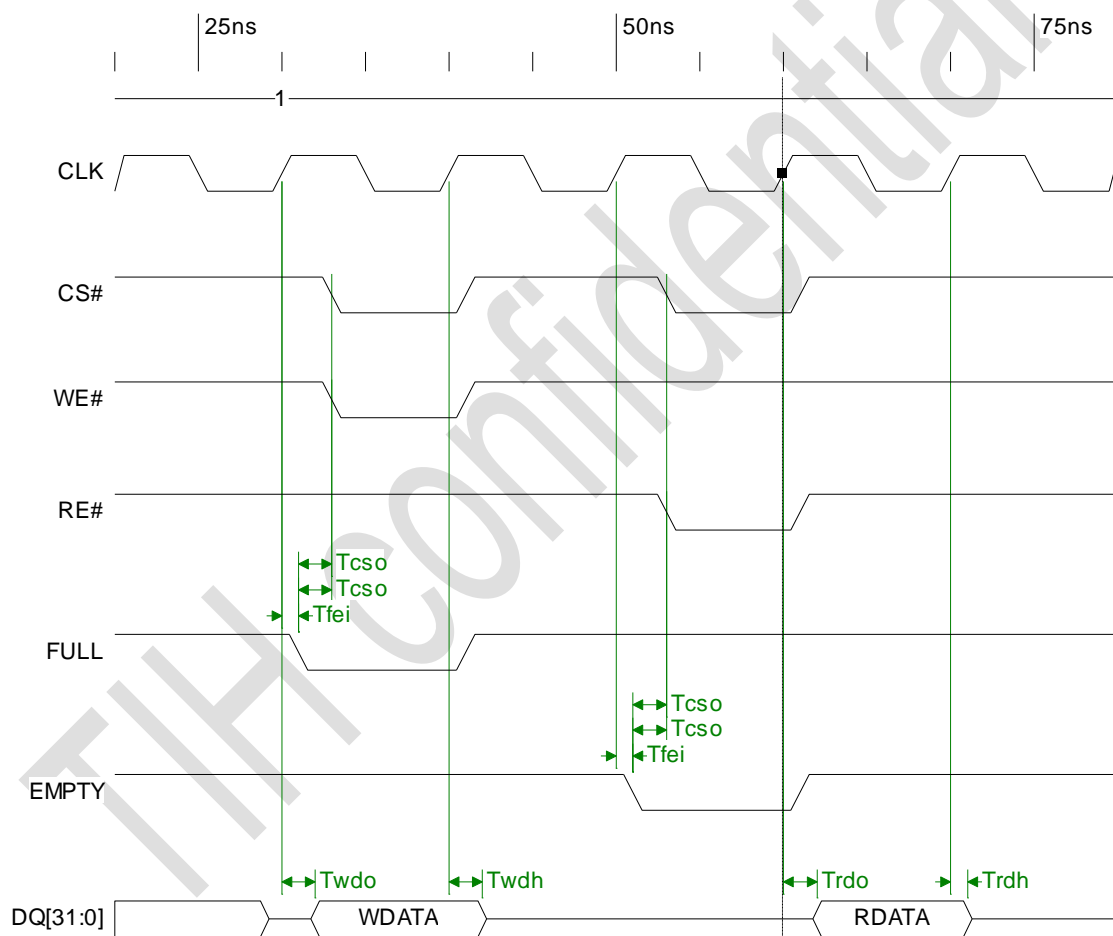 25ns 50ns 75ns
1
CLK
CS#
WE#
RE#
Tcso
Tcso
Tfei
FULL
Tcso
Tcso
Tfei
EMPTY
Twdo Twdh Trdo Trdh
DQ[31:0] WDATA RDATA
TIH confidential